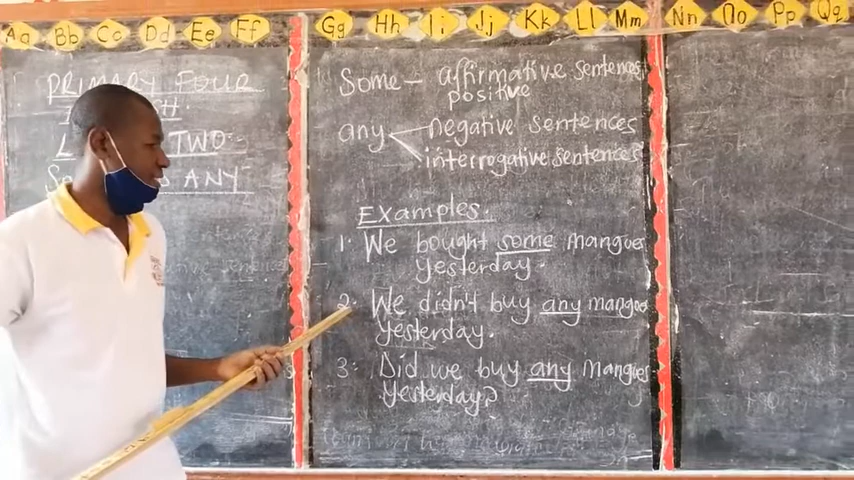 Aa Bb Cc Dd Ee Ff Gg Hh Ii Jj Kk Ll Mm Nn Oo Pp Qq
PRIMARY FOUR
TWO
ANY
Some - affirmative sentences
positive
any negative sentences
interrogative sentences
Examples.
1. We bought some mangoes
yesterday.
2. We didn't buy any mangoes
yesterday.
3. Did we buy any mangoes
yesterday?